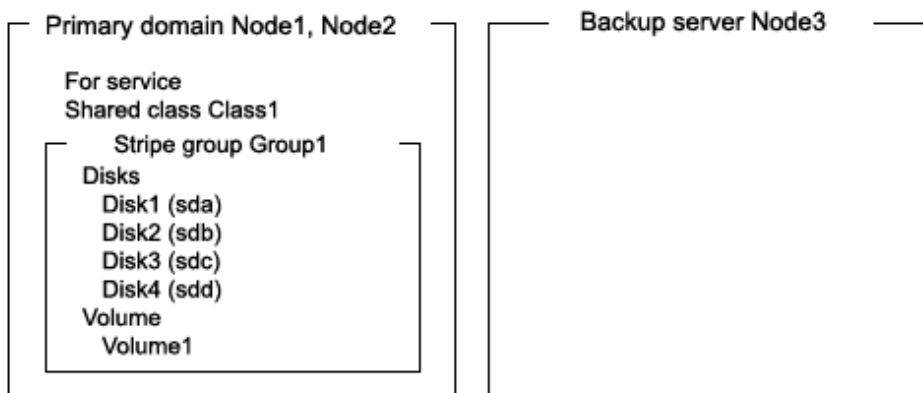 Primary domain Node1, Node2
For service
Shared class Class1
Stripe group Group1
Disks
Disk1 (sda)
Disk2 (sdb)
Disk3 (sdc)
Disk4 (sdd)
Volume
Volume1
Backup server Node3